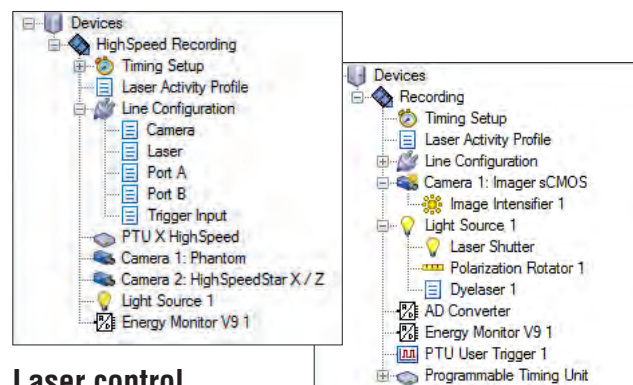 Devices
HighSpeed Recording
Timing Setup
Laser Activity Profile
Line Configuration
Camera
Laser
Port A
Port B
Trigger Input
PTU X HighSpeed
Camera 1: Phantom
Camera 2: HighSpeedStar X / Z
Light Source 1
Energy Monitor V9 1
Devices
Recording
Timing Setup
Laser Activity Profile
Line Configuration
Camera 1: Imager sCMOS
Image Intensifier 1
Light Source 1
Laser Shutter
Polarization Rotator 1
Dyelaser 1
AD Converter
Energy Monitor V9 1
PTU User Trigger 1
Programmable Timing Unit
Laser control